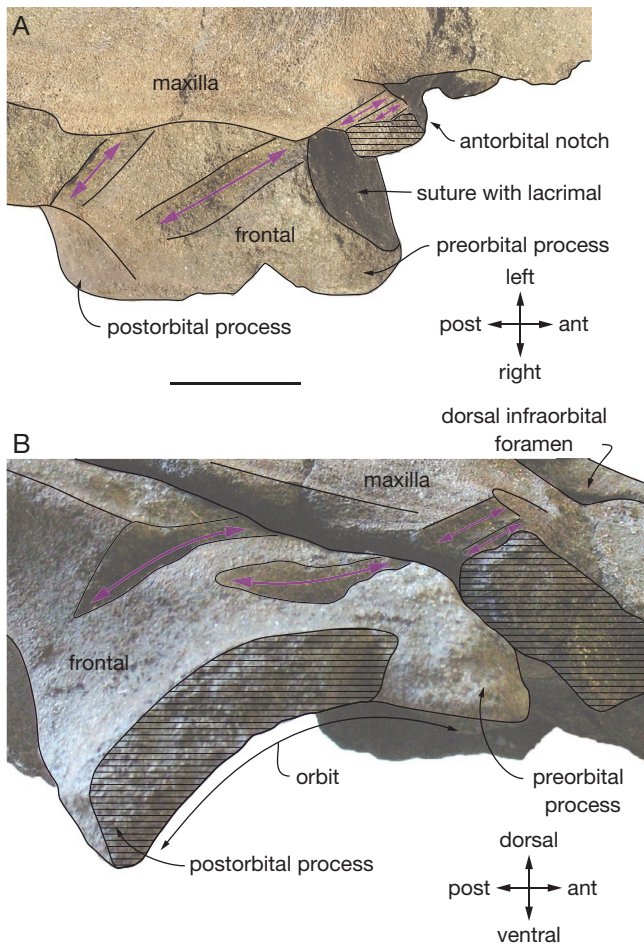 A
maxilla
antorbital notch
suture with lacrimal
frontal
preorbital process
left
postorbital process
post
ant
right
dorsal infraorbital
foramen
B
maxilla
frontal
orbit
preorbital
process
postorbital process
dorsal
post
ant
ventral